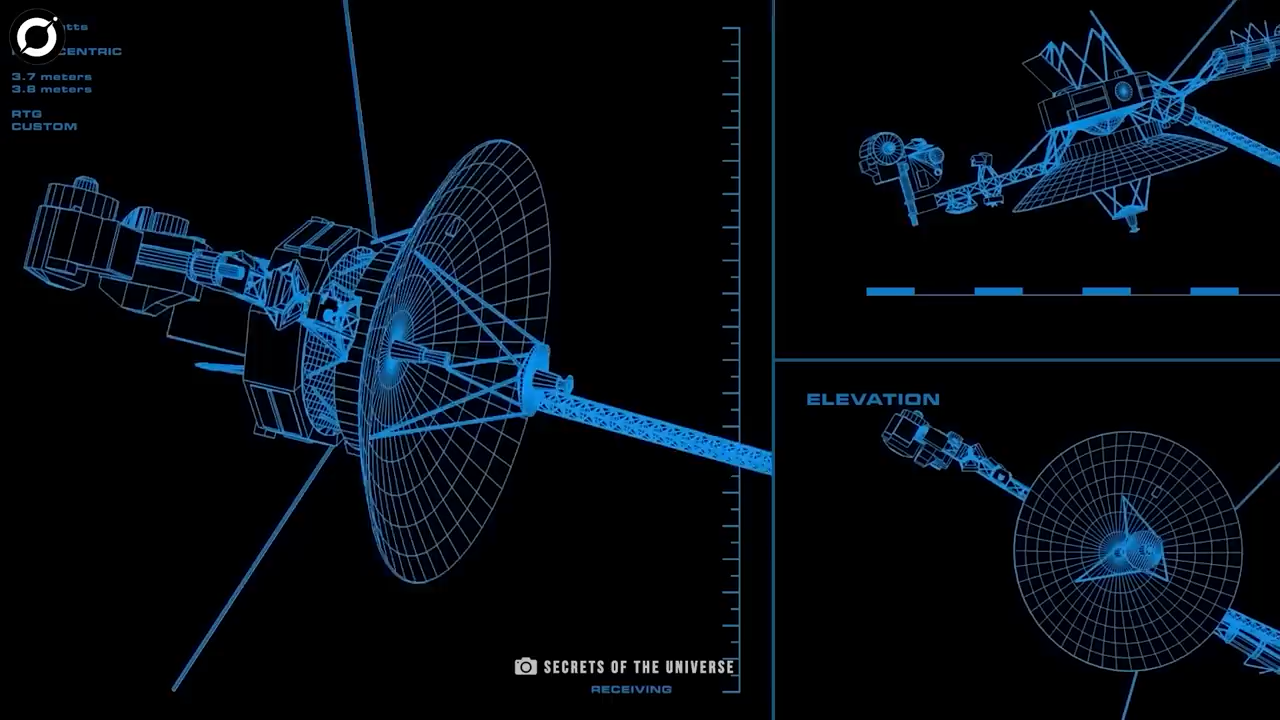 3.7 meters
3.8 meters
RTG
CUSTOM
ELEVATION
SECRETS OF THE UNIVERSE
RECEIVING